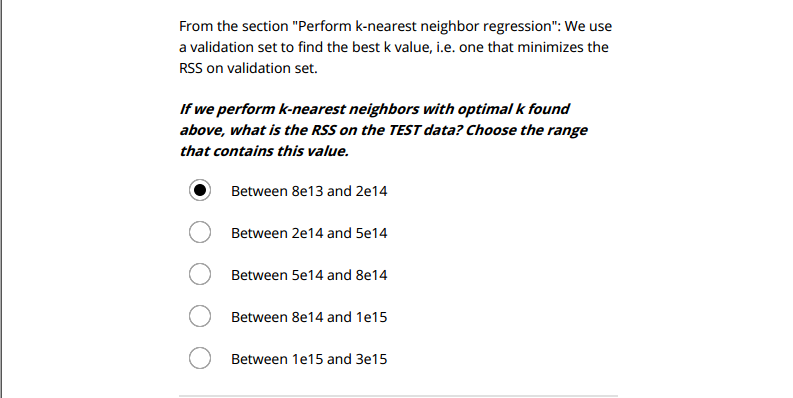 From the section "Perform k-nearest neighbor regression": We use
a validation set to find the best k value, i.e. one that minimizes the
RSS on validation set.
If we perform k-nearest neighbors with optimal k found
above, what is the RSS on the TEST data? Choose the range
that contains this value.
Between 8e13 and 2e14
Between 2e14 and 5e14
Between 5e14 and 8e14
Between 8e14 and 1e15
Between 1e15 and 3e15